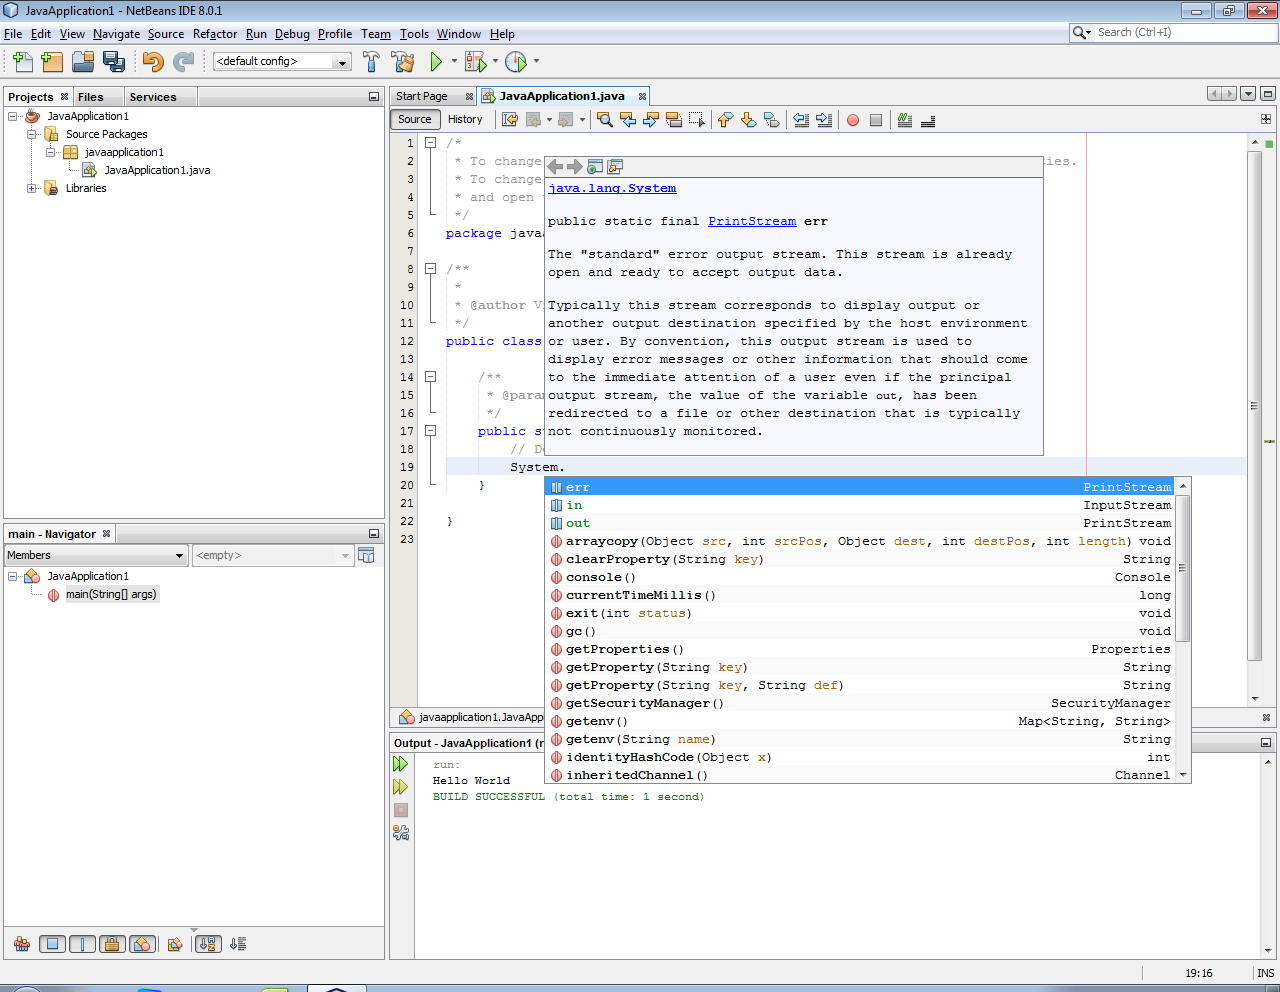 JavaApplication1 - NetBeans IDE 8.0.1
File Edit View Navigate Source Refactor Run Debug Profile Team Tools Window Help
Search (Ctrl+I)
<default config>
Projects Files Services
JavaApplication1
Source Packages
javaapplication1
JavaApplication1.java
Libraries
main - Navigator
Members <empty>
JavaApplication1
main(String[] args)
Start Page JavaApplication1.java
Source History
1 /*
2 * To change
3 * To change
4 * and open
5 */
6 package java
7
8 /**
9 *
10 * @author
11 */
12 public class
13
14 /**
15 * @param
16 */
17 public
18 //
19 System.
20 }
21
22 }
23
java.lang.System
public static final PrintStream err
The "standard" error output stream. This stream is already
open and ready to accept output data.
Typically this stream corresponds to display output or
another output destination specified by the host environment
or user. By convention, this output stream is used to
display error messages or other information that should come
to the immediate attention of a user even if the principal
output stream, the value of the variable out, has been
redirected to a file or other destination that is typically
not continuously monitored.
err PrintStream
in InputStream
out PrintStream
arraycopy(Object src, int srcPos, Object dest, int destPos, int length) void
clearProperty(String key) String
console() Console
currentTimeMillis() long
exit(int status) void
gc() void
getProperties() Properties
getProperty(String key) String
getProperty(String key, String def) String
getSecurityManager() SecurityManager
getenv() Map<String, String>
getenv(String name) String
identityHashCode(Object x) int
inheritedChannel() Channel
javaapplication1.JavaApp
Output - JavaApplication1 (r
run:
Hello World
BUILD SUCCESSFUL (total time: 1 second)
19:16 INS